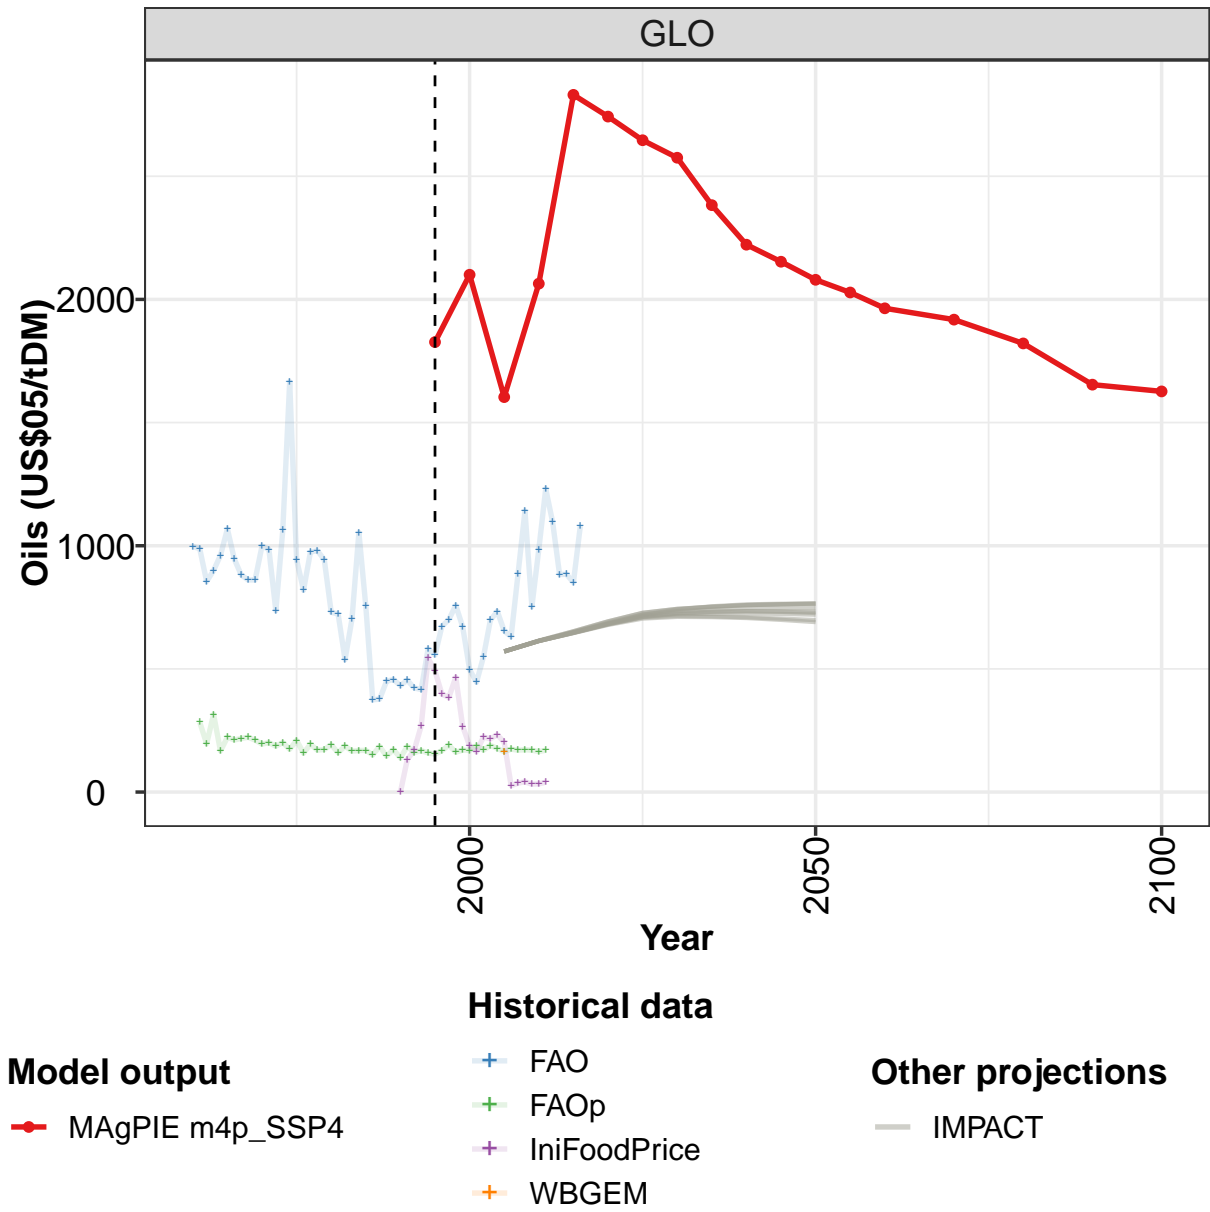 GLO
Oils (US$05/tDM)
2000
1000
0
2000
2050
2100
Year
Model output
MAgPIE m4p_SSP4
Historical data
FAO
FAOp
IniFoodPrice
WBGEM
Other projections
IMPACT